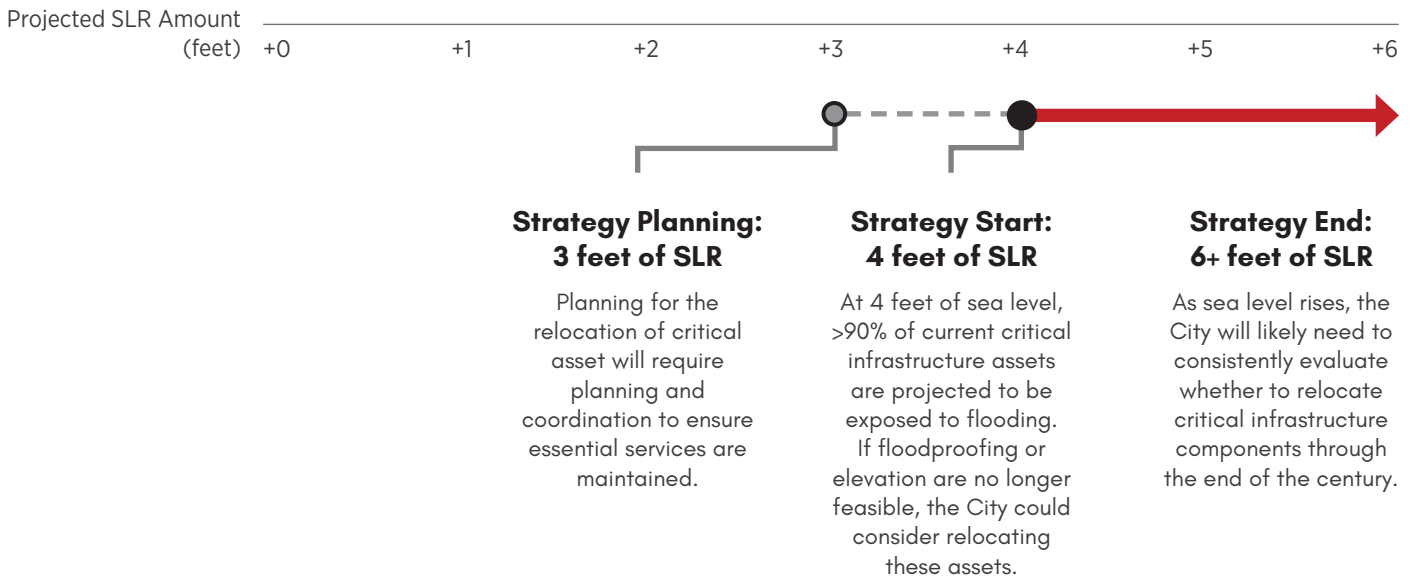 Projected SLR Amount
(feet) +0 +1 +2 +3 +4 +5 +6
Strategy Planning:
3 feet of SLR
Planning for the
relocation of critical
asset will require
planning and
coordination to ensure
essential services are
maintained.
Strategy Start:
4 feet of SLR
At 4 feet of sea level,
>90% of current critical
infrastructure assets
are projected to be
exposed to flooding.
If floodproofing or
elevation are no longer
feasible, the City could
consider relocating
these assets.
Strategy End:
6+ feet of SLR
As sea level rises, the
City will likely need to
consistently evaluate
whether to relocate
critical infrastructure
components through
the end of the century.